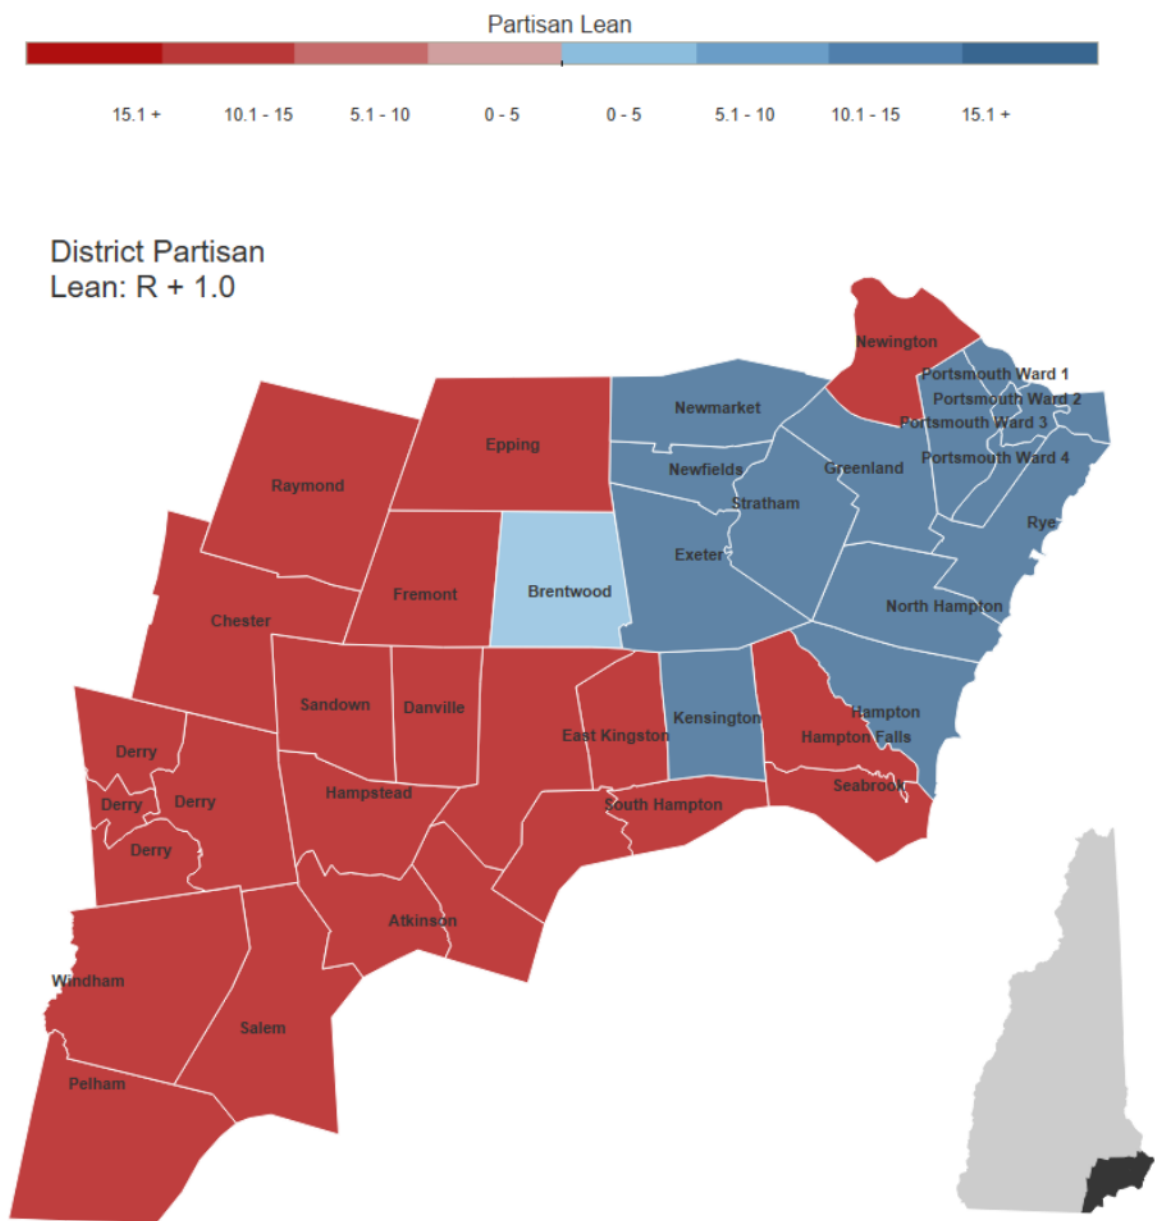 Partisan Lean
15.1 + 10.1 - 15 5.1 - 10 0 - 5 0 - 5 5.1 - 10 10.1 - 15 15.1 +
District Partisan
Lean: R + 1.0
Newington
Portsmouth Ward 1
Portsmouth Ward 2
Newmarket
Portsmouth Ward 3
Epping
Portsmouth Ward 4
Newfields
Greenland
Raymond
Stratham
Rye
Exeter
Brentwood
Fremont
North Hampton
Chester
Sandown
Danville
Hampton
Kensington
East Kingston
Hampton Falls
Derry
Seabrook
Hampstead
Derry
Derry
South Hampton
Derry
Atkinson
Windham
Salem
Pelham